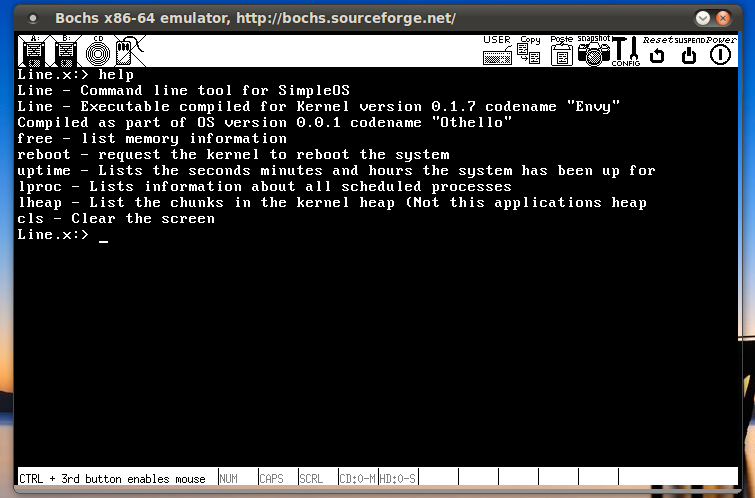 Bochs x86-64 emulator, http://bochs.sourceforge.net/
A: B: CD USER Copy Paste snapshot CONFIG Reset SUSPEND Power
Line.x:> help
Line - Command line tool for SimpleOS
Line - Executable compiled for Kernel version 0.1.7 codename "Envy"
Compiled as part of OS version 0.0.1 codename "Othello"
free - list memory information
reboot - request the kernel to reboot the system
uptime - Lists the seconds minutes and hours the system has been up for
lproc - Lists information about all scheduled processes
lheap - List the chunks in the kernel heap (Not this applications heap
cls - Clear the screen
Line.x:> _
CTRL + 3rd button enables mouse NUM CAPS SCRL CD:0-M HD:0-S